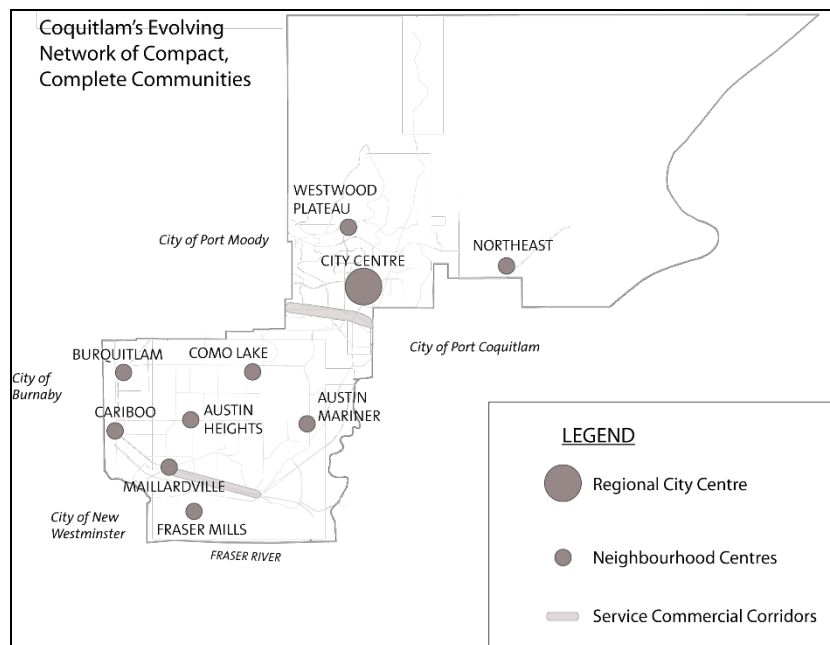 Coquitlam's Evolving
Network of Compact,
Complete Communities
WESTWOOD
PLATEAU
City of Port Moody
NORTHEAST
CITY CENTRE
City of Port Coquitlam
BURQUITLAM
COMO LAKE
City of
Burnaby
CARIBOO
AUSTIN
HEIGHTS
AUSTIN
MARINER
MAILLARDVILLE
City of New
Westminster
FRASER MILLS
FRASER RIVER
LEGEND
Regional City Centre
Neighbourhood Centres
Service Commercial Corridors